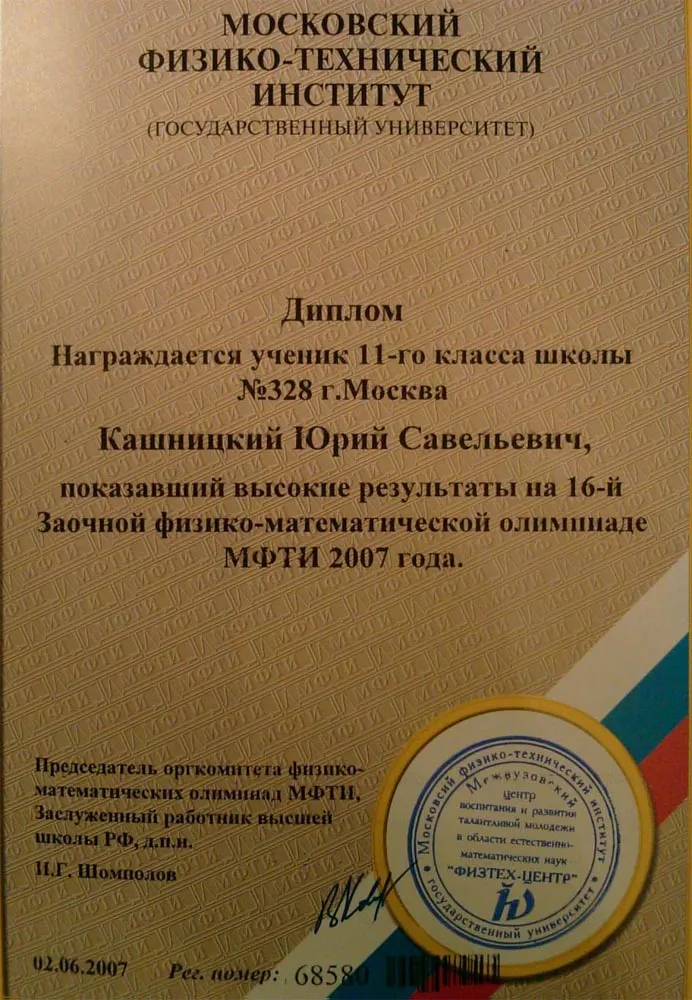 МОСКОВСКИЙ
ФИЗИКО-ТЕХНИЧЕСКИЙ
ИНСТИТУТ
(ГОСУДАРСТВЕННЫЙ УНИВЕРСИТЕТ)
Диплом
Награждается ученик 11-го класса школы
№328 г.Москва
Кашницкий Юрий Савельевич,
показавший высокие результаты на 16-й
Заочной физико-математической олимпиаде
МФТИ 2007 года.
Председатель оргкомитета физико-
математических олимпиад МФТИ,
Заслуженный работник высшей
школы РФ, д.п.н.
И.Г. Шомполов
Московсий физико-технический институт
государственный университет
Межвузовский
центр
воспитания и развития
талантливой молодежи
в области естественно-
математических наук
"ФИЗТЕХ-ЦЕНТР"
02.06.2007 Рег. номер: 68580